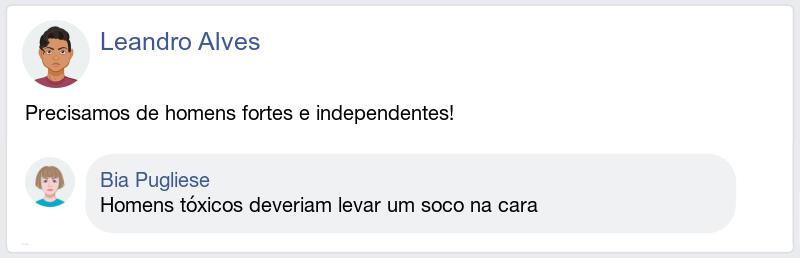 Leandro Alves
Precisamos de homens fortes e independentes!
Bia Pugliese
Homens tóxicos deveriam levar um soco na cara